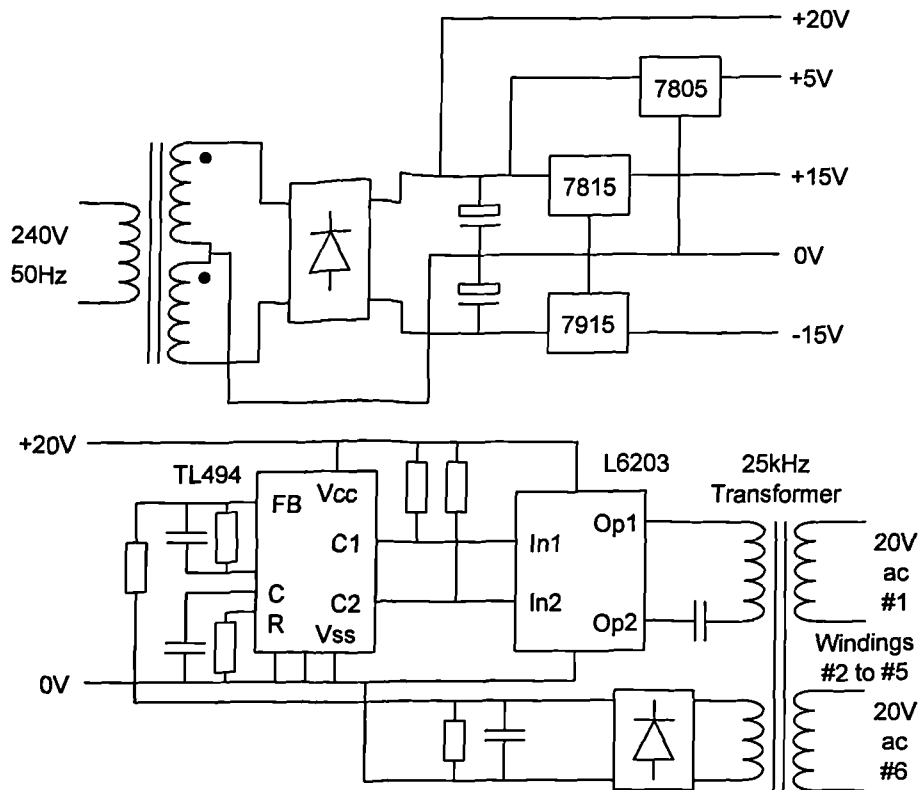 +20V
7805
+5V
7815
+15V
240V
50Hz
0V
7915
-15V
+20V
TL494
L6203
25kHz
Transformer
Vcc
FB
C1
C2
C
R
Vss
In1
In2
Op1
Op2
20V
ac
#1
0V
Windings
#2 to #5
20V
ac
#6